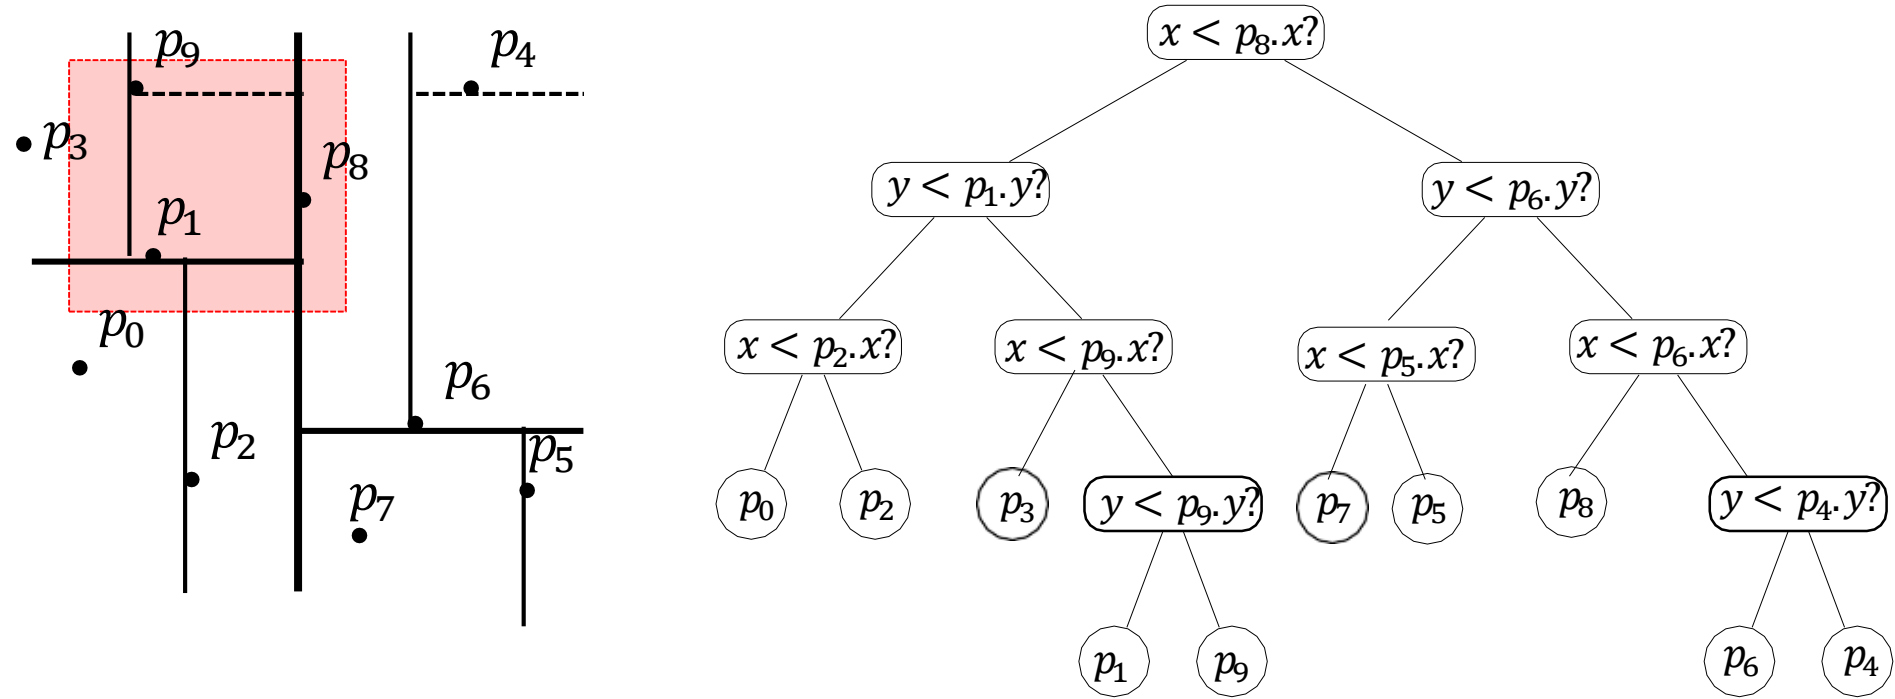 p₉
p₄
p₃
p₈
p₁
p₀
p₆
p₂
p₅
p₇
x < p₈.x?
y < p₁.y?
y < p₆.y?
x < p₂.x?
x < p₉.x?
x < p₅.x?
x < p₆.x?
p₀
p₂
p₃
y < p₉.y?
p₇
p₅
p₈
y < p₄.y?
p₁
p₉
p₆
p₄